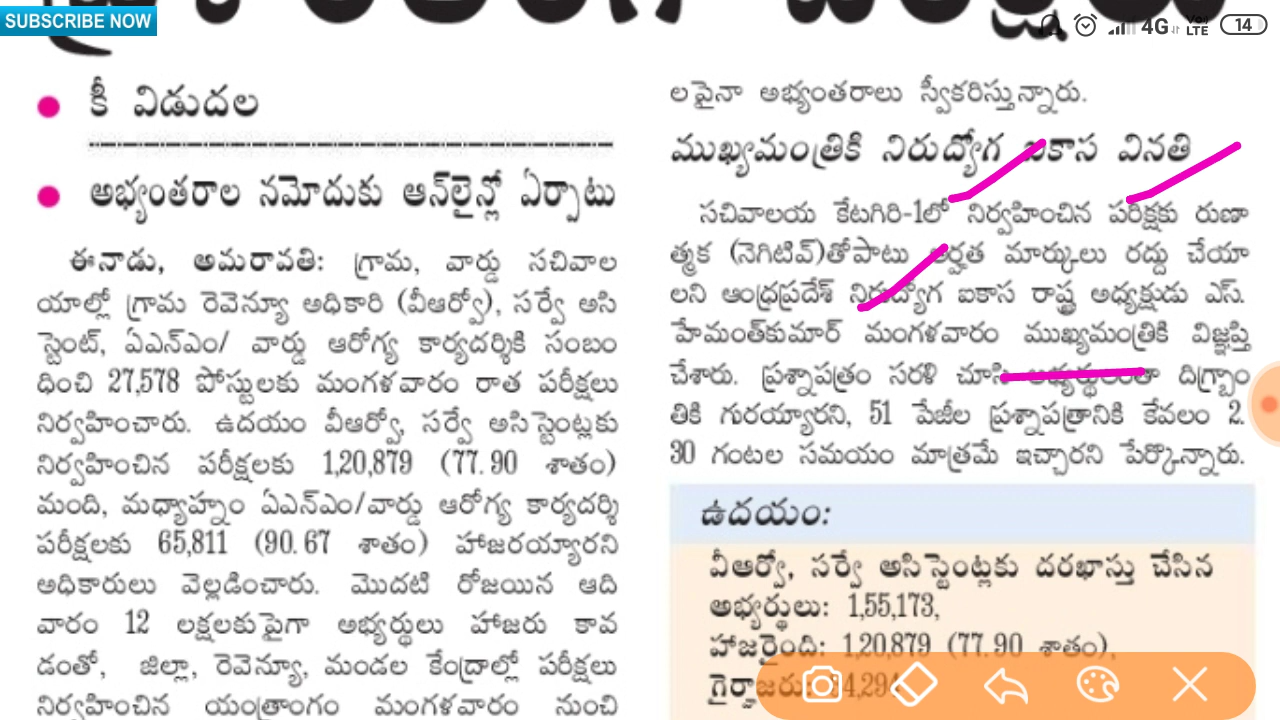 SUBSCRIBE NOW
4G
LTE
14
కీ విడుదల
అభ్యంతరాల నమోదుకు ఆన్‌లైన్లో ఏర్పాటు
ఈనాడు, అమరావతి: గ్రామ, వార్డు సచివాల
యాల్లో గ్రామ రెవెన్యూ అధికారి (వీఆర్వో), సర్వే అసి
స్టెంట్, ఏఎన్ఎం/ వార్డు ఆరోగ్య కార్యదర్శికి సంబం
ధించి 27,578 పోస్టులకు మంగళవారం రాత పరీక్షలు
నిర్వహించారు. ఉదయం వీఆర్వో, సర్వే అసిస్టెంట్లకు
నిర్వహించిన పరీక్షలకు 1,20,879 (77.90 శాతం)
మంది, మధ్యాహ్నం ఏఎన్ఎం/వార్డు ఆరోగ్య కార్యదర్శి
పరీక్షలకు 65,811 (90.67 శాతం) హాజరయ్యారని
అధికారులు వెల్లడించారు. మొదటి రోజయిన ఆది
వారం 12 లక్షలకుపైగా అభ్యర్థులు హాజరు కావ
డంతో, జిల్లా, రెవెన్యూ, మండల కేంద్రాల్లో పరీక్షలు
నిర్వహించిన యంత్రాంగం మంగళవారం నుంచి
లపైనా అభ్యంతరాలు స్వీకరిస్తున్నారు.
ముఖ్యమంత్రికి నిరుద్యోగ ఐకాస వినతి
సచివాలయ కేటగిరి-1లో నిర్వహించిన పరీక్షకు రుణా
త్మక (నెగిటివ్)తోపాటు అర్హత మార్కులు రద్దు చేయా
లని ఆంధ్రప్రదేశ్ నిరుద్యోగ ఐకాస రాష్ట్ర అధ్యక్షుడు ఎస్.
హేమంత్‌కుమార్ మంగళవారం ముఖ్యమంత్రికి విజ్ఞప్తి
చేశారు. ప్రశ్నాపత్రం సరళి చూసి అభ్యర్థులంతా దిగ్భ్రాం
తికి గురయ్యారని, 51 పేజీల ప్రశ్నాపత్రానికి కేవలం 2.
30 గంటల సమయం మాత్రమే ఇచ్చారని పేర్కొన్నారు.
ఉదయం:
వీఆర్వో, సర్వే అసిస్టెంట్లకు దరఖాస్తు చేసిన
అభ్యర్థులు: 1,55,173,
హాజరైంది: 1,20,879 (77.90 శాతం),
గైర్హాజరు: 34,294